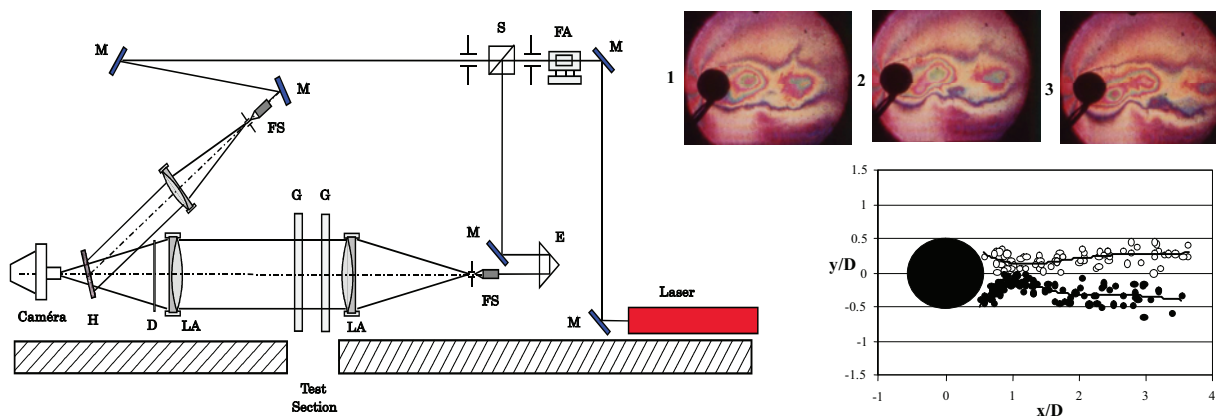 M
S
FA
M
M
FS
G
G
M
E
FS
Laser
M
Caméra
H
D
LA
LA
Test
Section
1
2
3
1.5
1
0.5
y/D
0
-0.5
-1
-1.5
-1
0
1
2
3
4
x/D